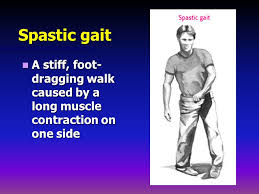 Spastic gait
A stiff, foot-
dragging walk
caused by a
long muscle
contraction on
one side
Spastic gait